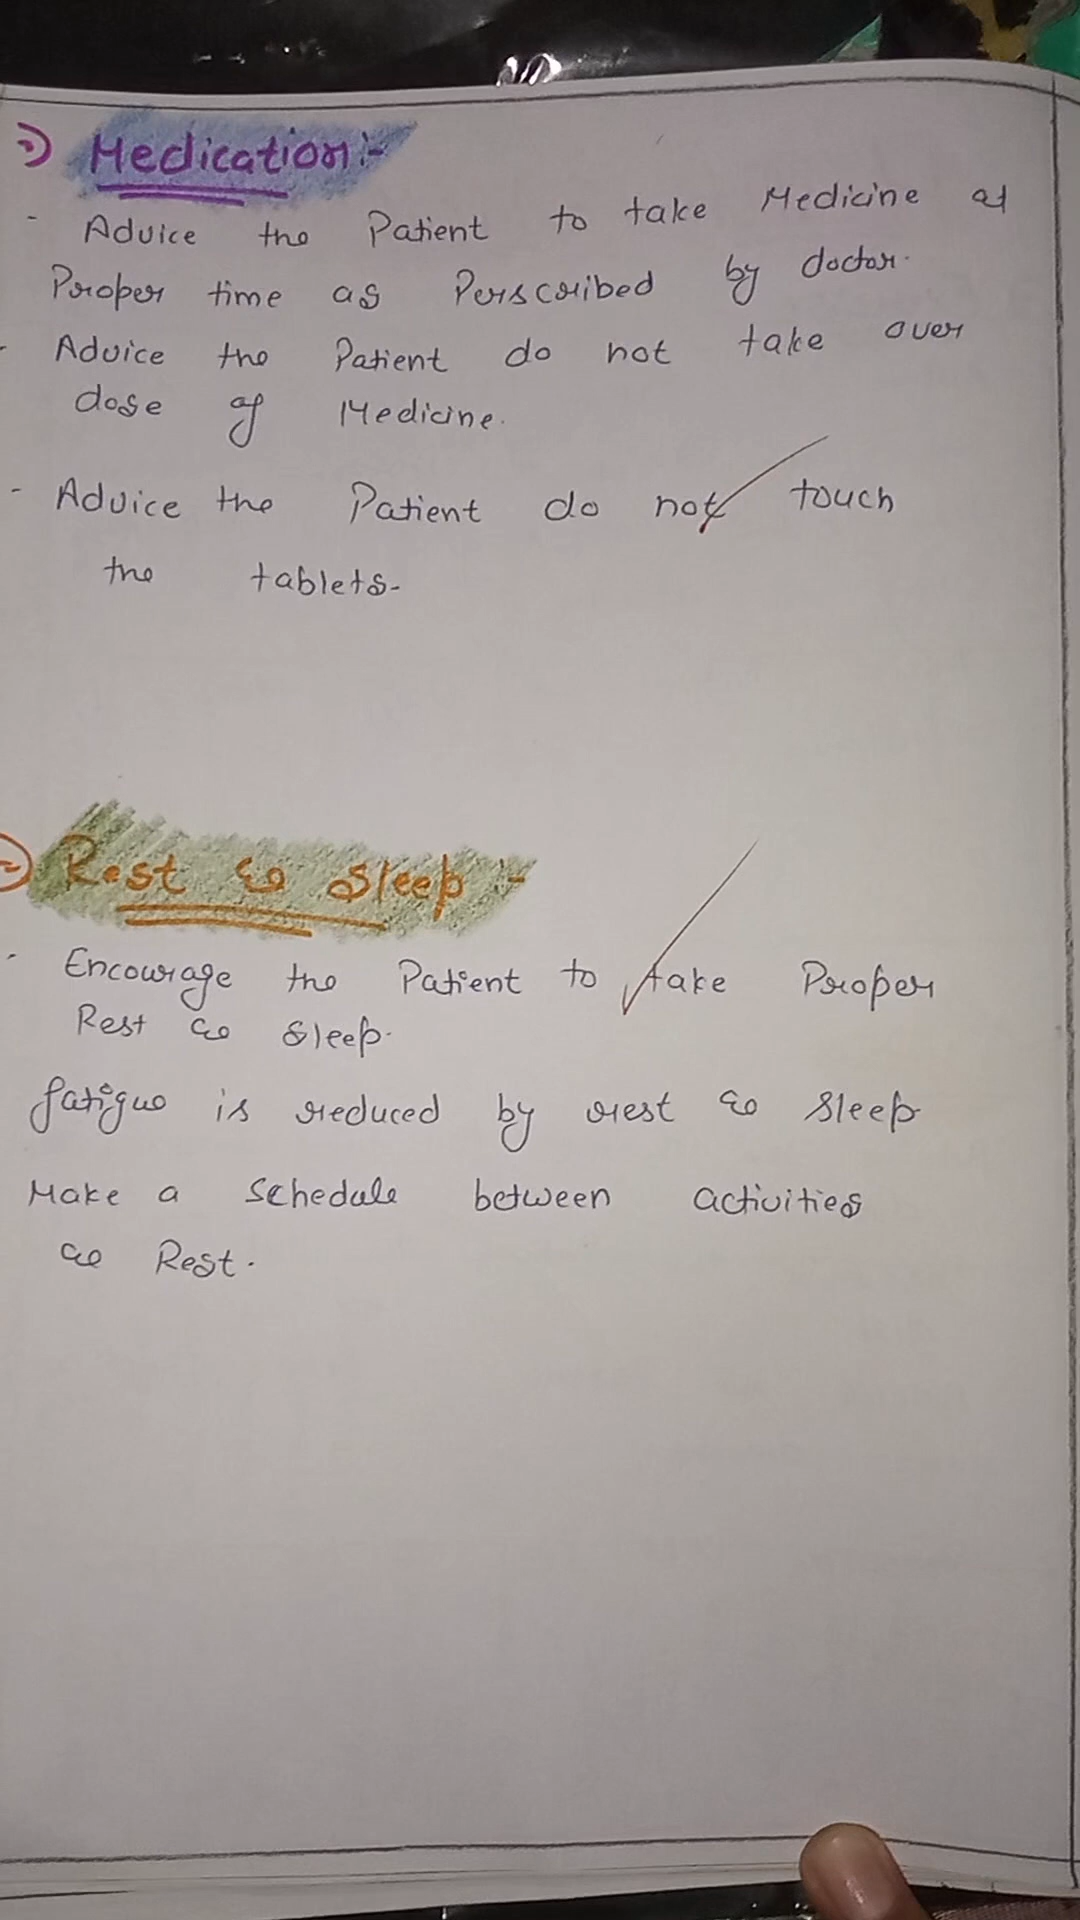 Medication :-
- Advice the Patient to take Medicine at
Proper time as Perscribed by doctor.
- Advice the Patient do not take over
dose of Medicine.
- Advice the Patient do not touch
the tablets.
Rest & Sleep :-
- Encourage the Patient to take Proper
Rest & Sleep.
fatigue is reduced by rest & sleep
Make a Schedule between activities
& Rest.